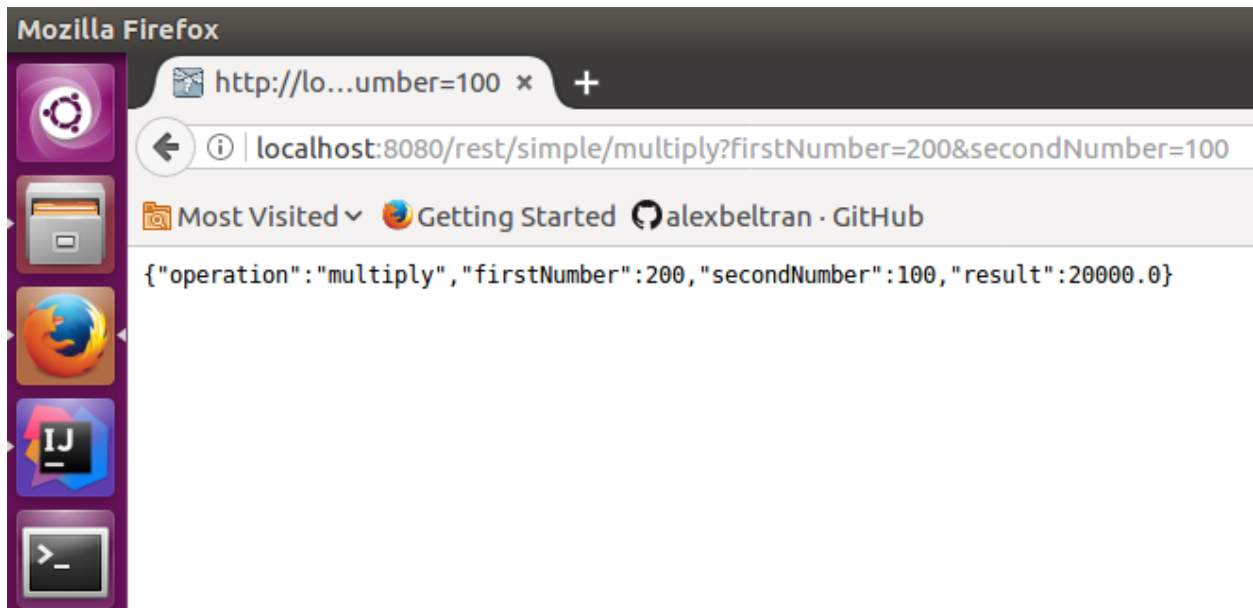 Mozilla Firefox
http://lo...umber=100 × +
localhost:8080/rest/simple/multiply?firstNumber=200&secondNumber=100
Most Visited Getting Started alexbeltran · GitHub
{"operation":"multiply","firstNumber":200,"secondNumber":100,"result":20000.0}
IJ
>_